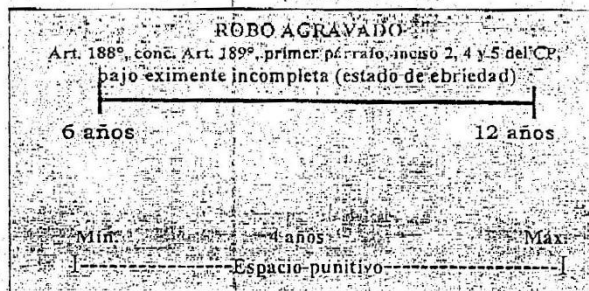 ROBO AGRAVADO
Art. 188°, conc. Art. 189°, primer párrafo, inciso 2, 4 y 5 del CP,
bajo eximente incompleta (estado de ebriedad)
6 años 12 años
Mín. 4 años Máx.
I--------------------Espacio punitivo--------------------I